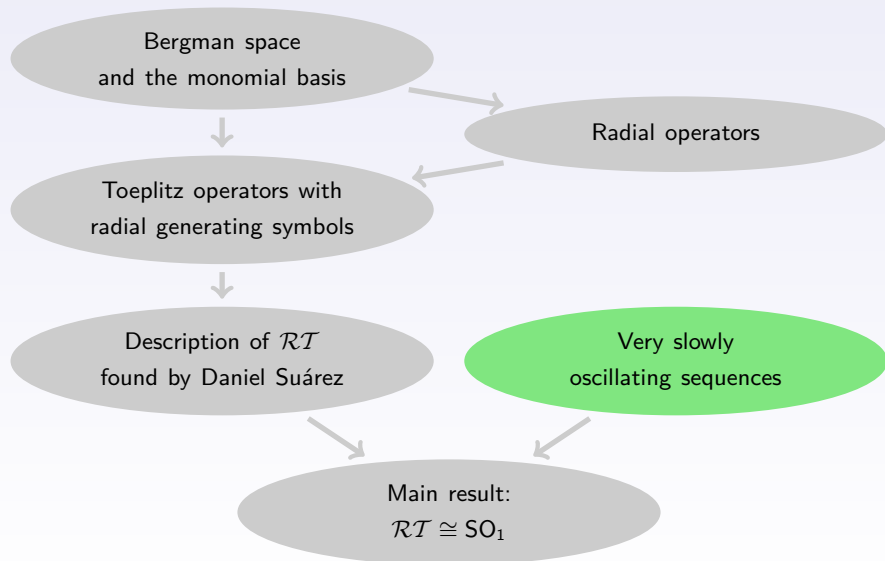 Bergman space
and the monomial basis
Radial operators
Toeplitz operators with
radial generating symbols
Description of 𝓡𝓣
found by Daniel Suárez
Very slowly
oscillating sequences
Main result:
𝓡𝓣 ≅ SO₁